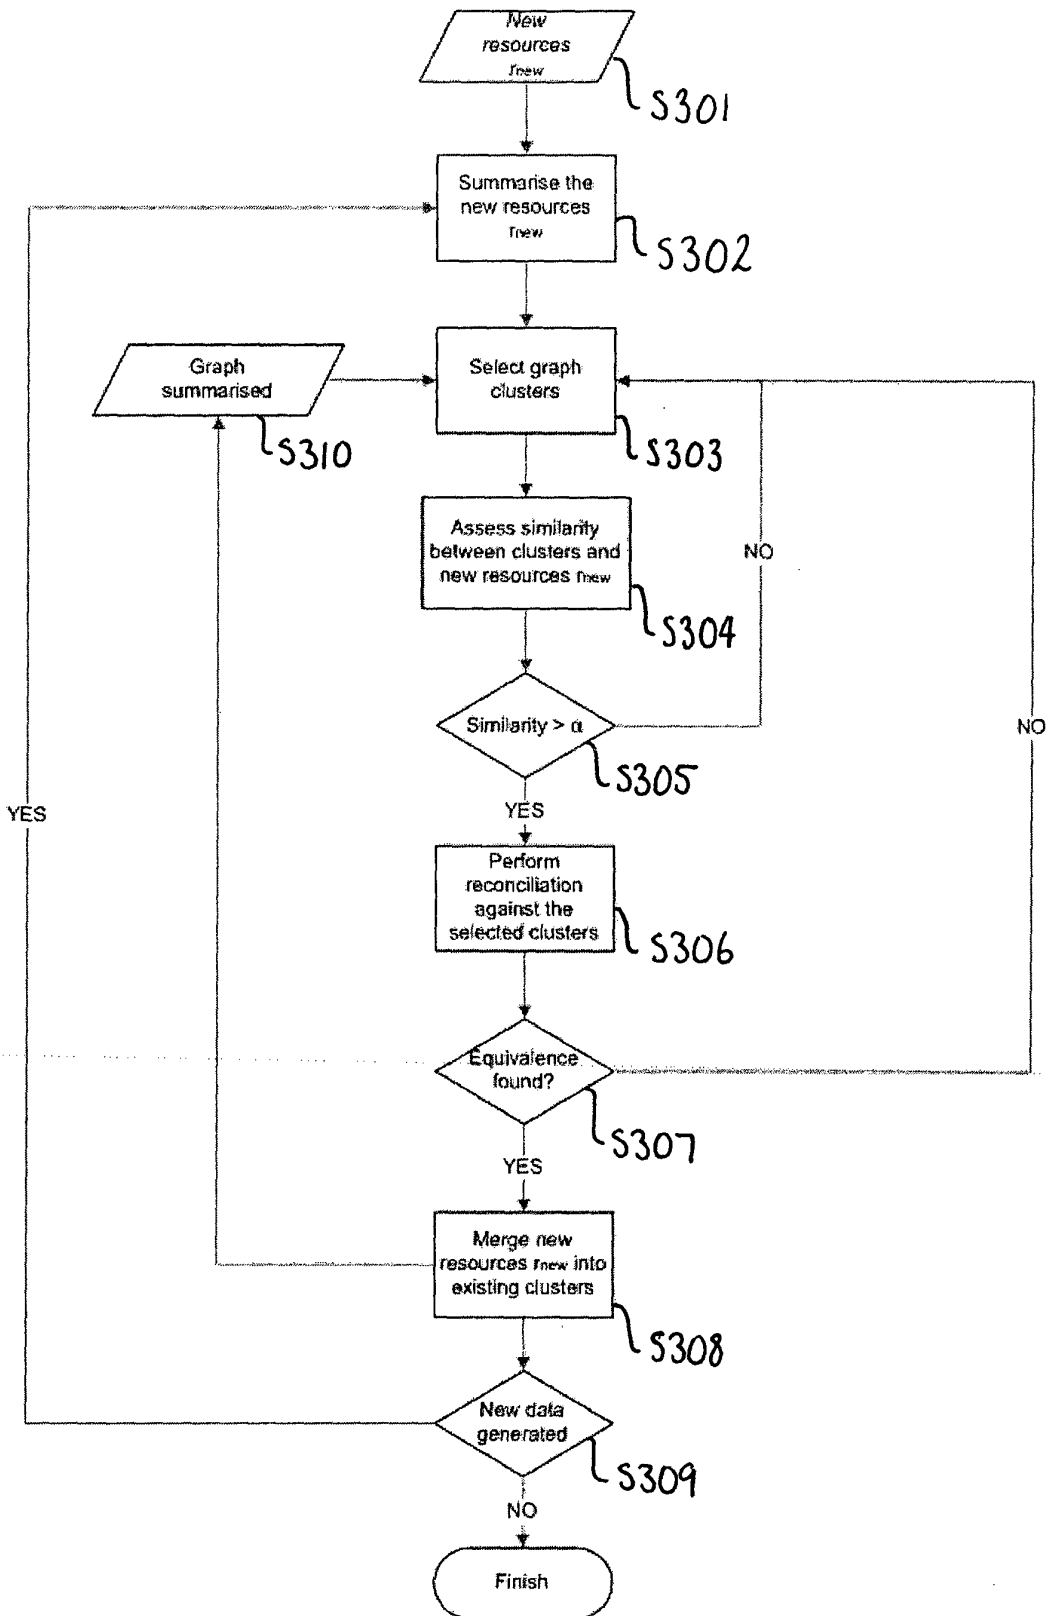 New
resources
rnew
S301
Summarise the
new resources
rnew
S302
Graph
summarised
S310
Select graph
clusters
S303
Assess similarity
between clusters and
new resources rnew
S304
NO
Similarity > α
S305
NO
YES
YES
Perform
reconciliation
against the
selected clusters
S306
Equivalence
found?
S307
YES
Merge new
resources rnew into
existing clusters
S308
New data
generated
S309
NO
Finish